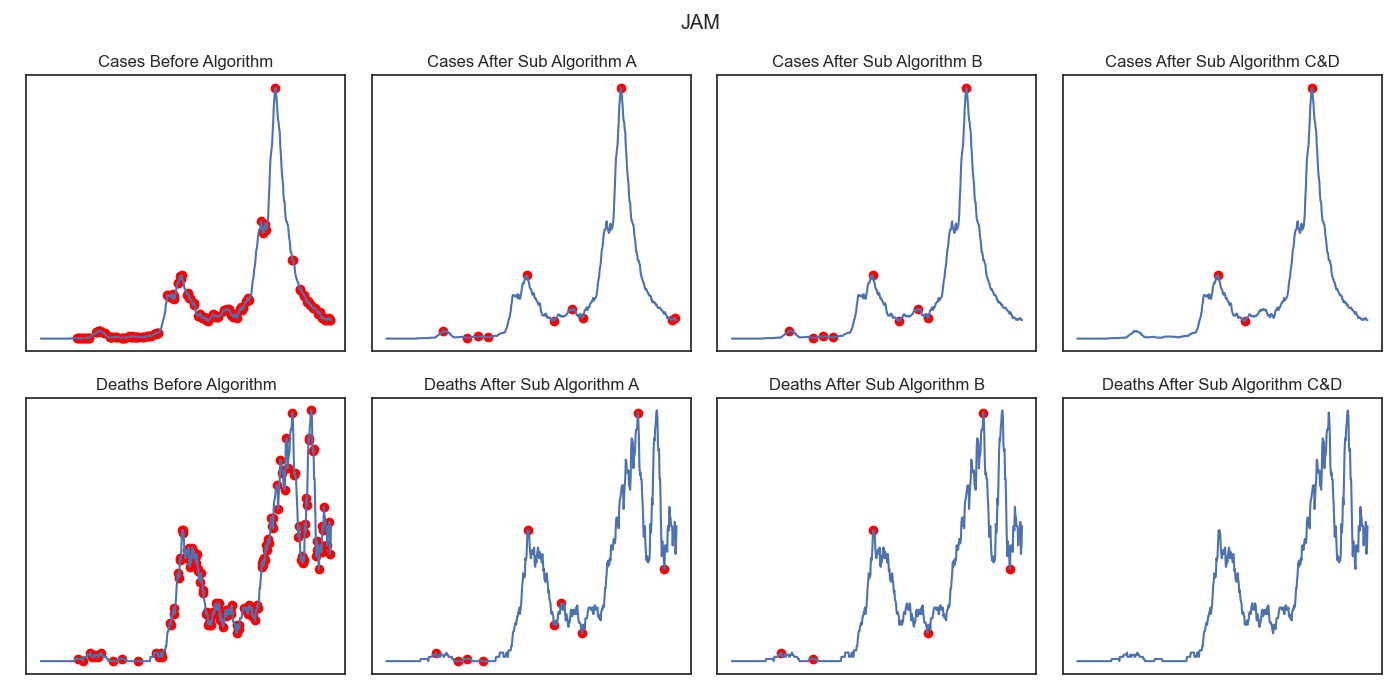 JAM
Cases Before Algorithm
Cases After Sub Algorithm A
Cases After Sub Algorithm B
Cases After Sub Algorithm C&D
Deaths Before Algorithm
Deaths After Sub Algorithm A
Deaths After Sub Algorithm B
Deaths After Sub Algorithm C&D